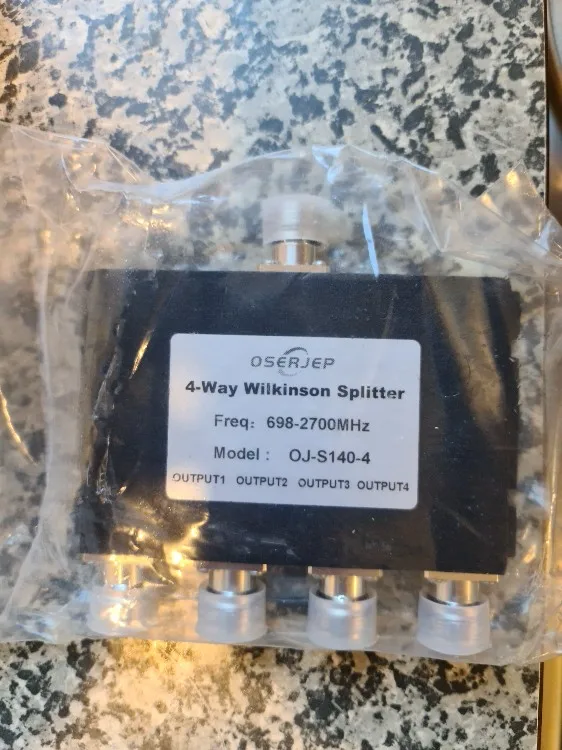 OSERJEP
4-Way Wilkinson Splitter
Freq: 698-2700MHz
Model : OJ-S140-4
OUTPUT1 OUTPUT2 OUTPUT3 OUTPUT4